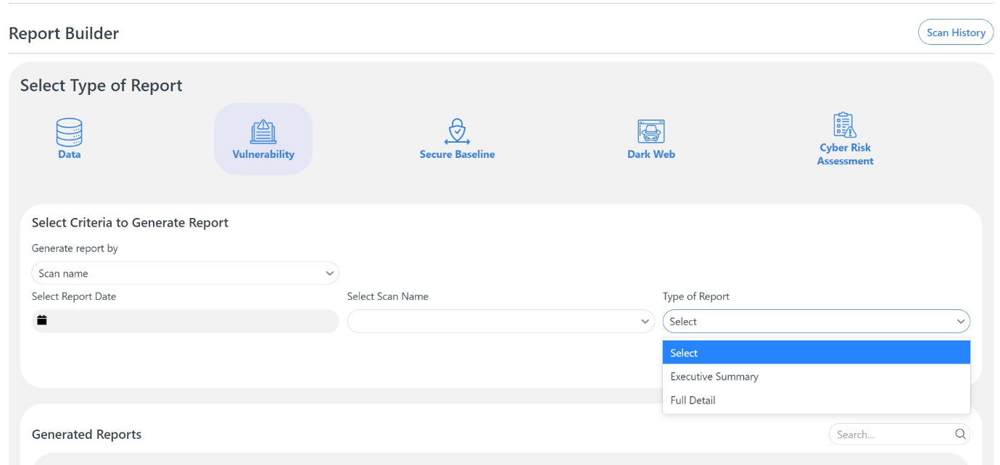 Report Builder
Scan History
Select Type of Report
Data
Vulnerability
Secure Baseline
Dark Web
Cyber Risk
Assessment
Select Criteria to Generate Report
Generate report by
Scan name
Select Report Date
Select Scan Name
Type of Report
Select
Select
Executive Summary
Full Detail
Generated Reports
Search...